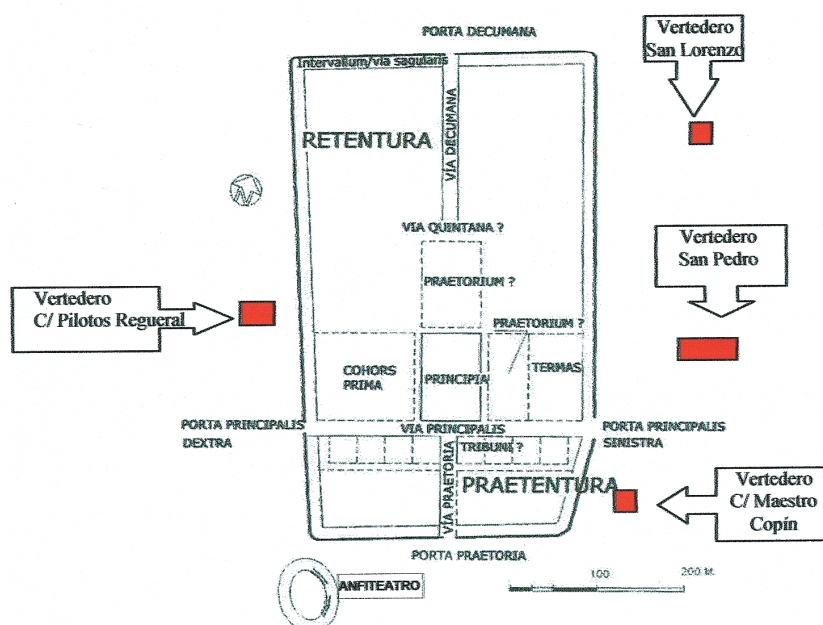 PORTA DECUMANA
Vertedero
San Lorenzo
Intervallum/via sagularis
RETENTURA
VÍA DECUMANA
VIA QUINTANA ?
Vertedero
San Pedro
PRAETORIUM ?
Vertedero
C/ Pilotos Regueral
PRAETORIUM ?
COHORS
PRIMA
PRINCIPIA
TERMAS
PORTA PRINCIPALIS
DEXTRA
VIA PRINCIPALIS
PORTA PRINCIPALIS
SINISTRA
TRIBUNI ?
VÍA PRAETORIA
PRAETENTURA
Vertedero
C/ Maestro
Copín
PORTA PRAETORIA
ANFITEATRO
100
200